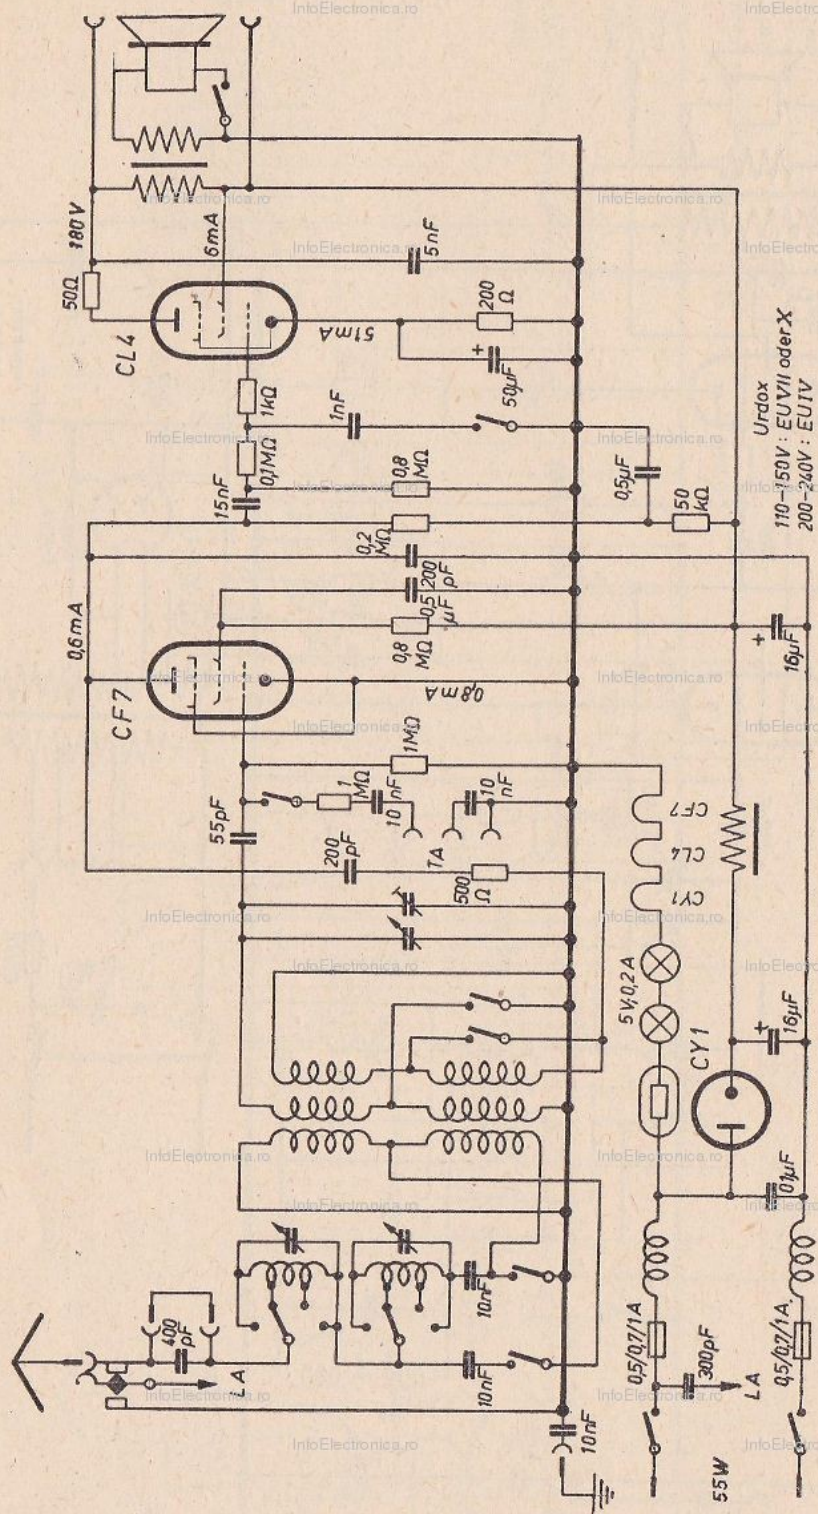 InfoElectronica.ro
180V
50Ω
CL4
6mA
51mA
5nF
200
Ω
50µF
+
1kΩ
1nF
0,1MΩ
15nF
0,8
MΩ
0,5µF
50
kΩ
Urdox
110-150V : EUVII oder X
200-240V : EUIV
0,2
MΩ
200
pF
0,5
µF
0,8
MΩ
0,6mA
CF7
0,8mA
+
16µF
1MΩ
1
MΩ
10
nF
10
nF
TA
55pF
200
pF
500
Ω
CF7
CL4
CY1
5V;0,2A
CY1
+
16µF
0,1µF
400
pF
LA
10nF
10nF
10nF
0,5/0,7/1A
0,5/0,7/1A
300pF
LA
55W